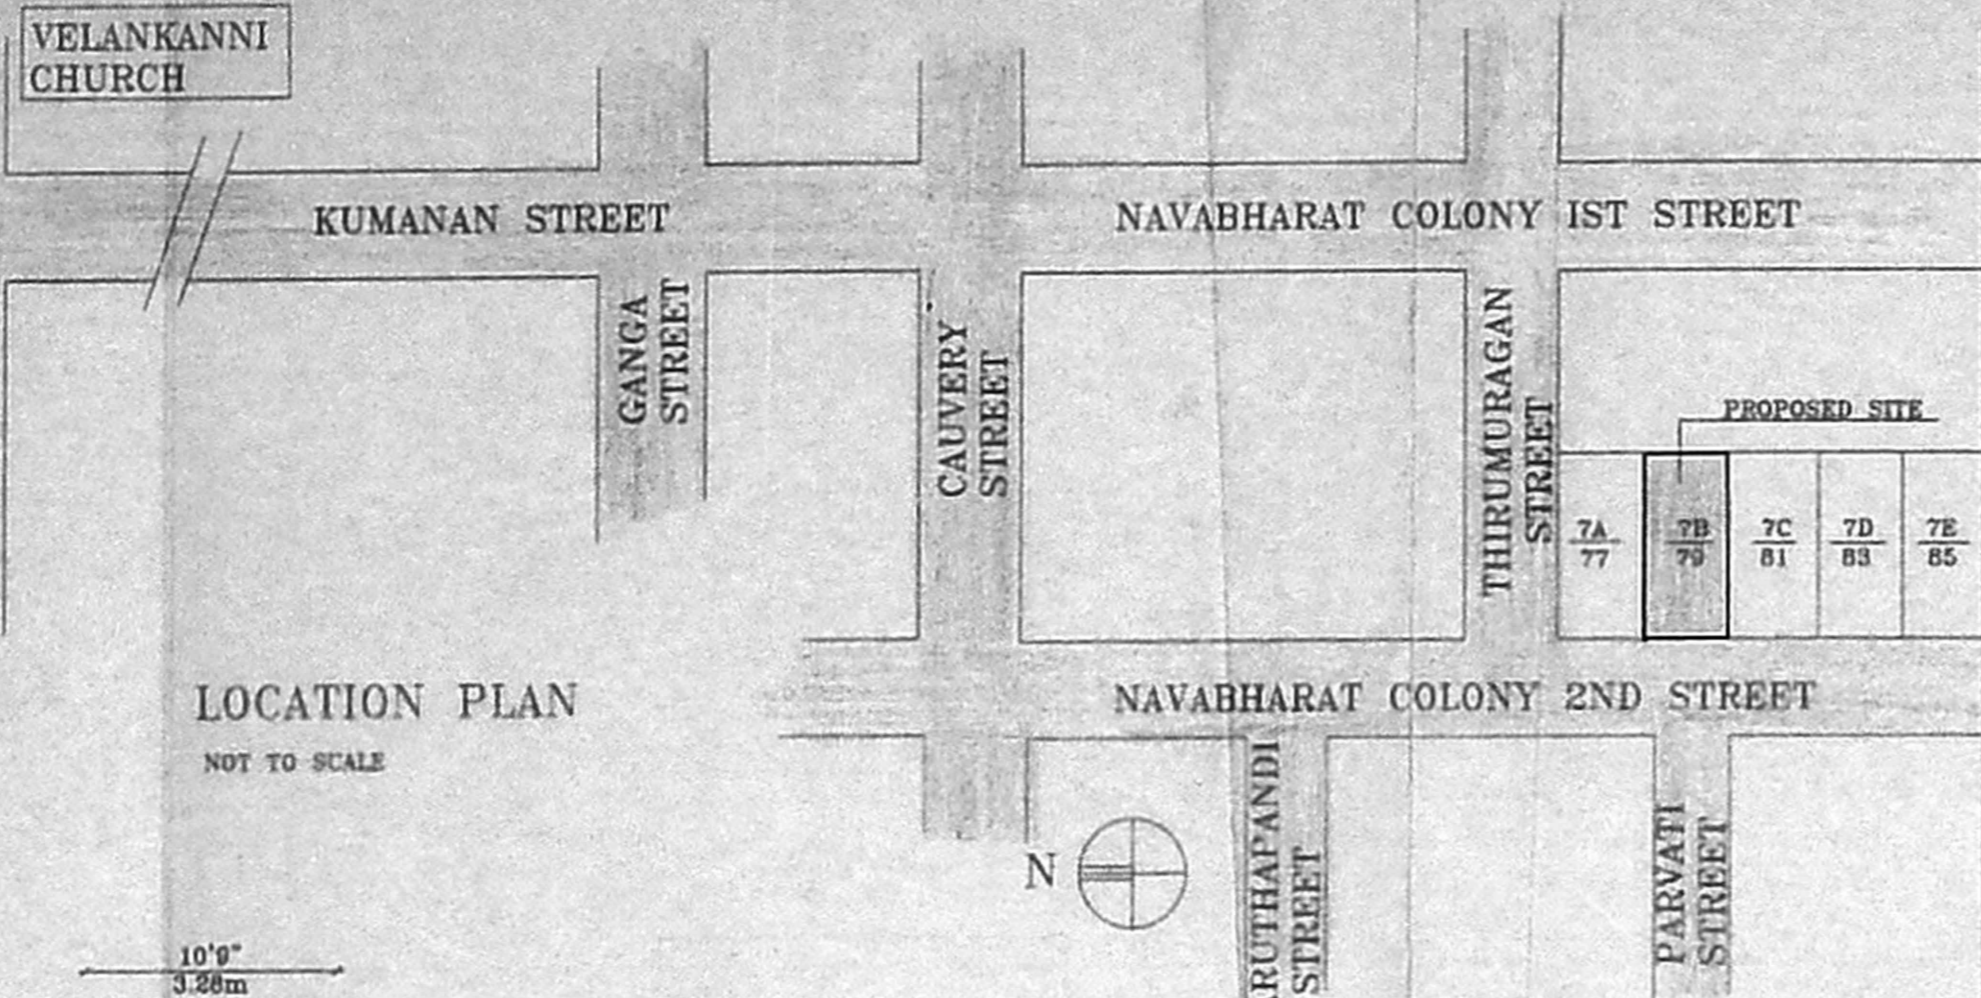 VELANKANNI
CHURCH
KUMANAN STREET
NAVABHARAT COLONY IST STREET
GANGA
STREET
CAUVERY
STREET
THIRUMURAGAN
STREET
PROPOSED SITE
7A
77
7B
79
7C
81
7D
83
7E
85
LOCATION PLAN
NOT TO SCALE
NAVABHARAT COLONY 2ND STREET
N
RUTHAPANDI
STREET
PARVATI
STREET
10'9"
3.28m